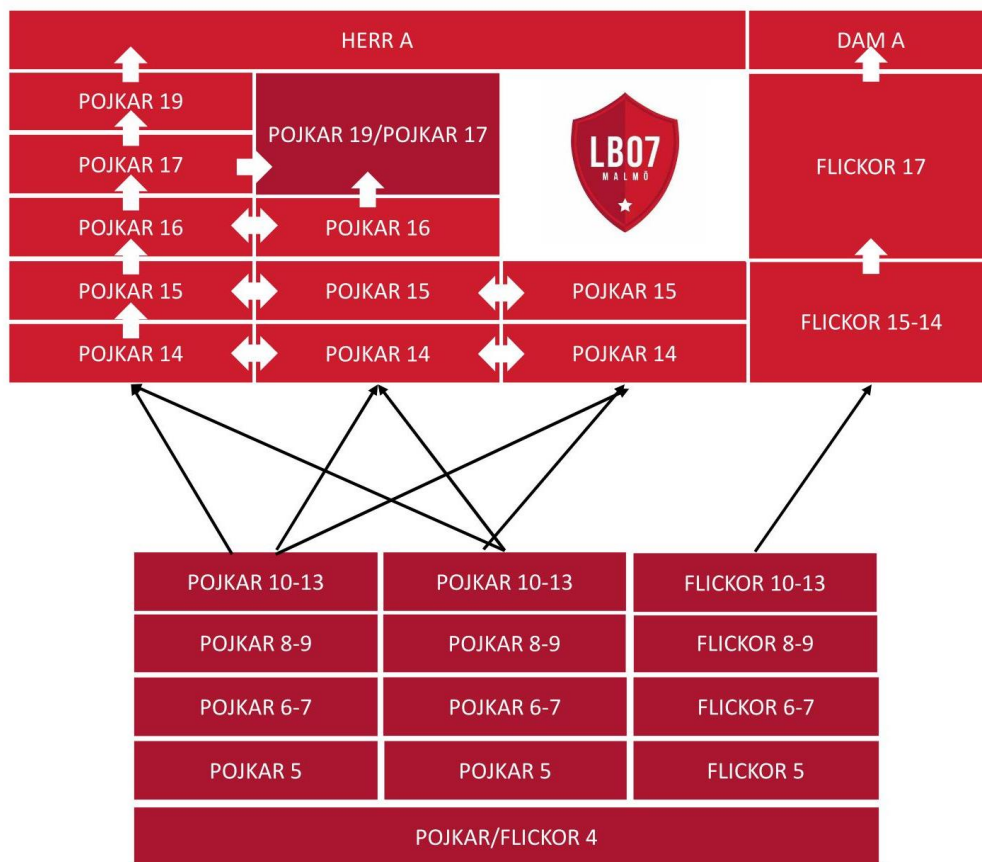 HERR A
DAM A
POJKAR 19
POJKAR 19/POJKAR 17
LB07
MALMÖ
POJKAR 17
FLICKOR 17
POJKAR 16
POJKAR 16
POJKAR 15
POJKAR 15
POJKAR 15
FLICKOR 15-14
POJKAR 14
POJKAR 14
POJKAR 14
POJKAR 10-13
POJKAR 10-13
FLICKOR 10-13
POJKAR 8-9
POJKAR 8-9
FLICKOR 8-9
POJKAR 6-7
POJKAR 6-7
FLICKOR 6-7
POJKAR 5
POJKAR 5
FLICKOR 5
POJKAR/FLICKOR 4